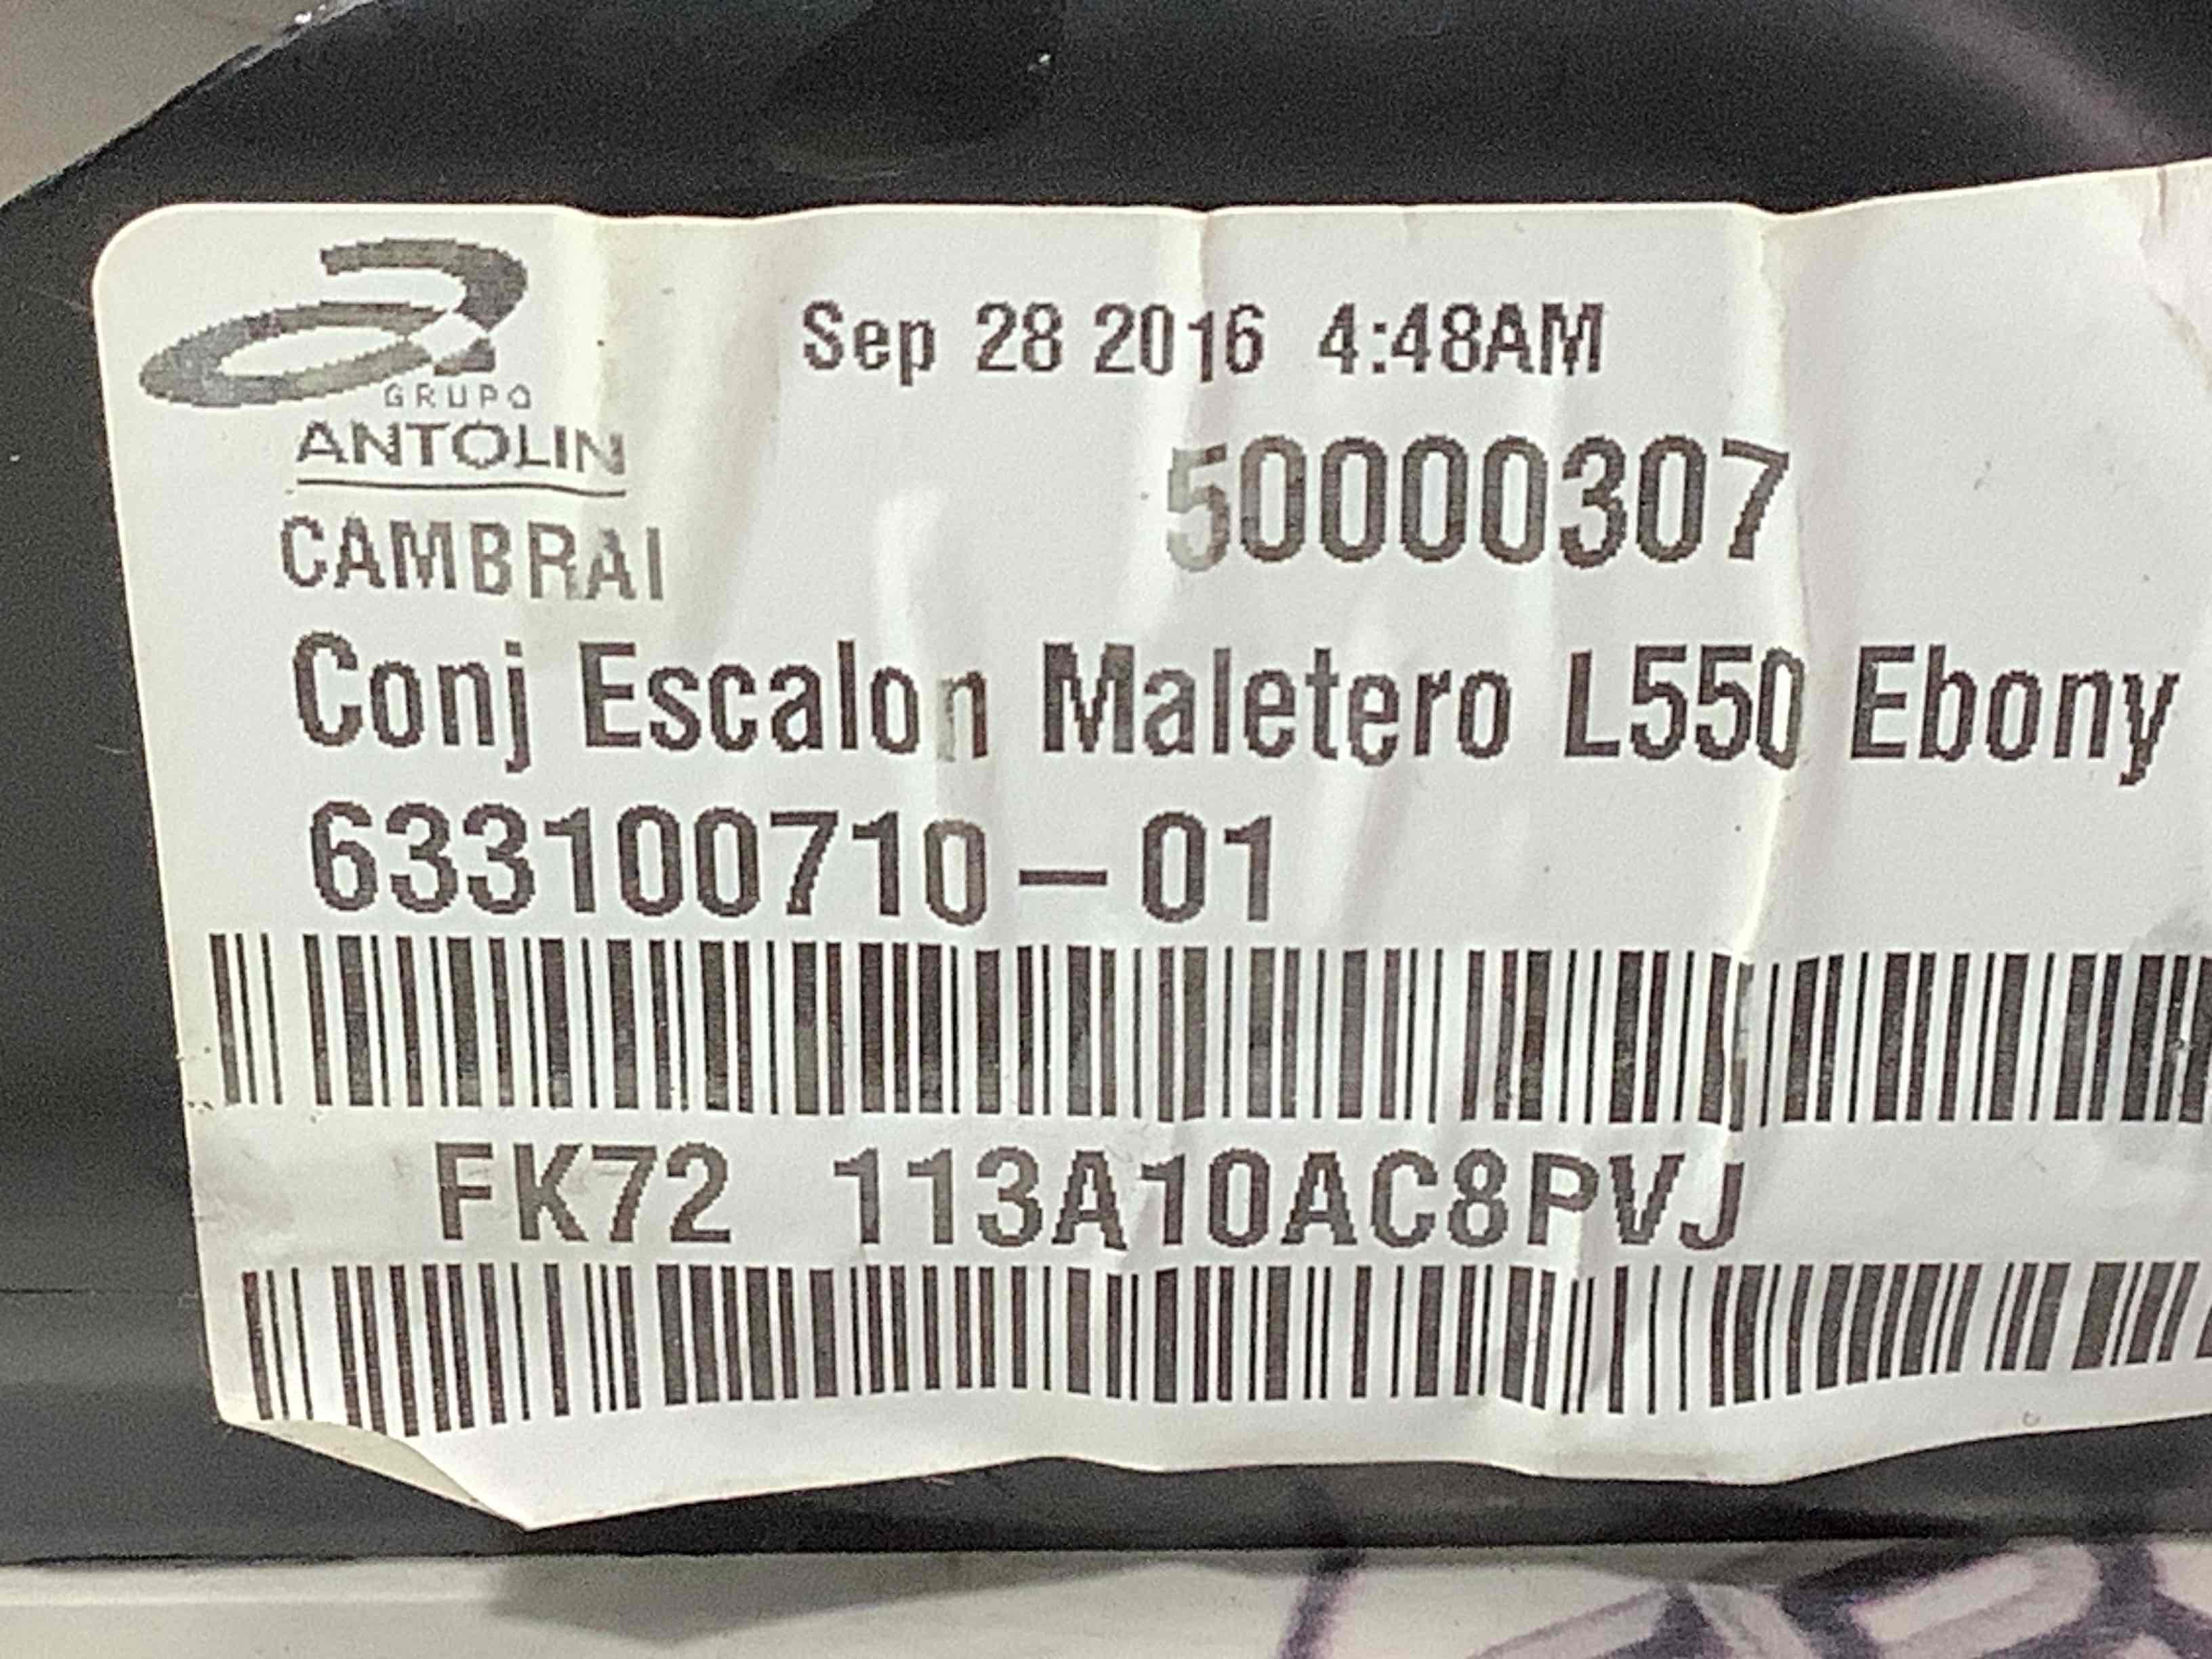 Sep 28 2016 4:48AM
GRUPO
ANTOLIN
50000307
CAMBRAI
Conj Escalon Maletero L550 Ebony
633100710-01
FK72 113A10AC8PVJ